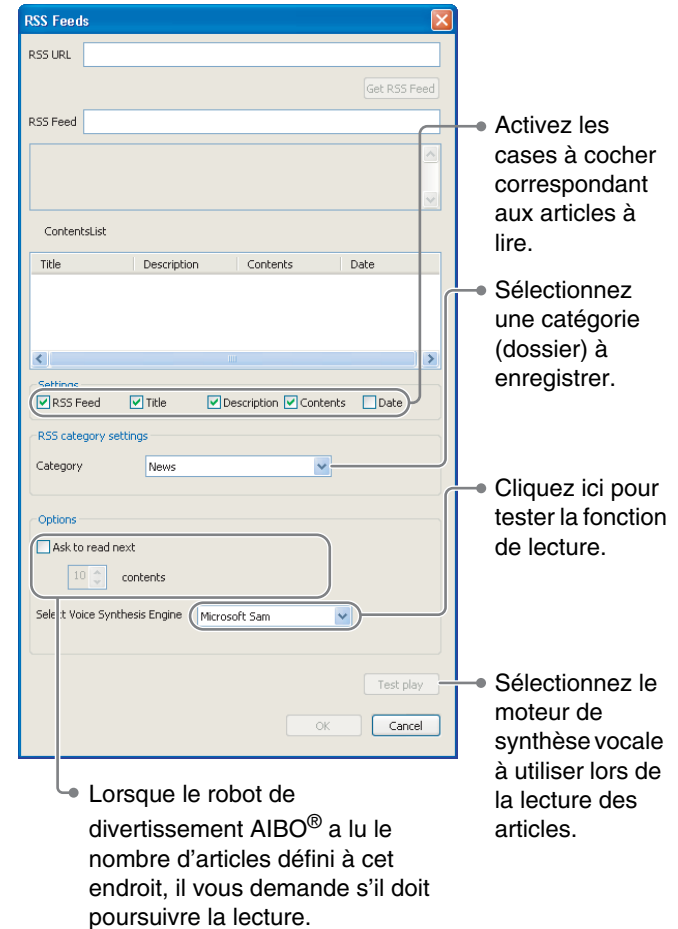 RSS Feeds
RSS URL
Get RSS Feed
RSS Feed
ContentsList
Title Description Contents Date
Settings
RSS Feed Title Description Contents Date
RSS category settings
Category News
Options
Ask to read next
10 contents
Select Voice Synthesis Engine Microsoft Sam
Test play
OK Cancel
Activez les
cases à cocher
correspondant
aux articles à
lire.
Sélectionnez
une catégorie
(dossier) à
enregistrer.
Cliquez ici pour
tester la fonction
de lecture.
Sélectionnez le
moteur de
synthèse vocale
à utiliser lors de
la lecture des
articles.
Lorsque le robot de
divertissement AIBO® a lu le
nombre d'articles défini à cet
endroit, il vous demande s'il doit
poursuivre la lecture.